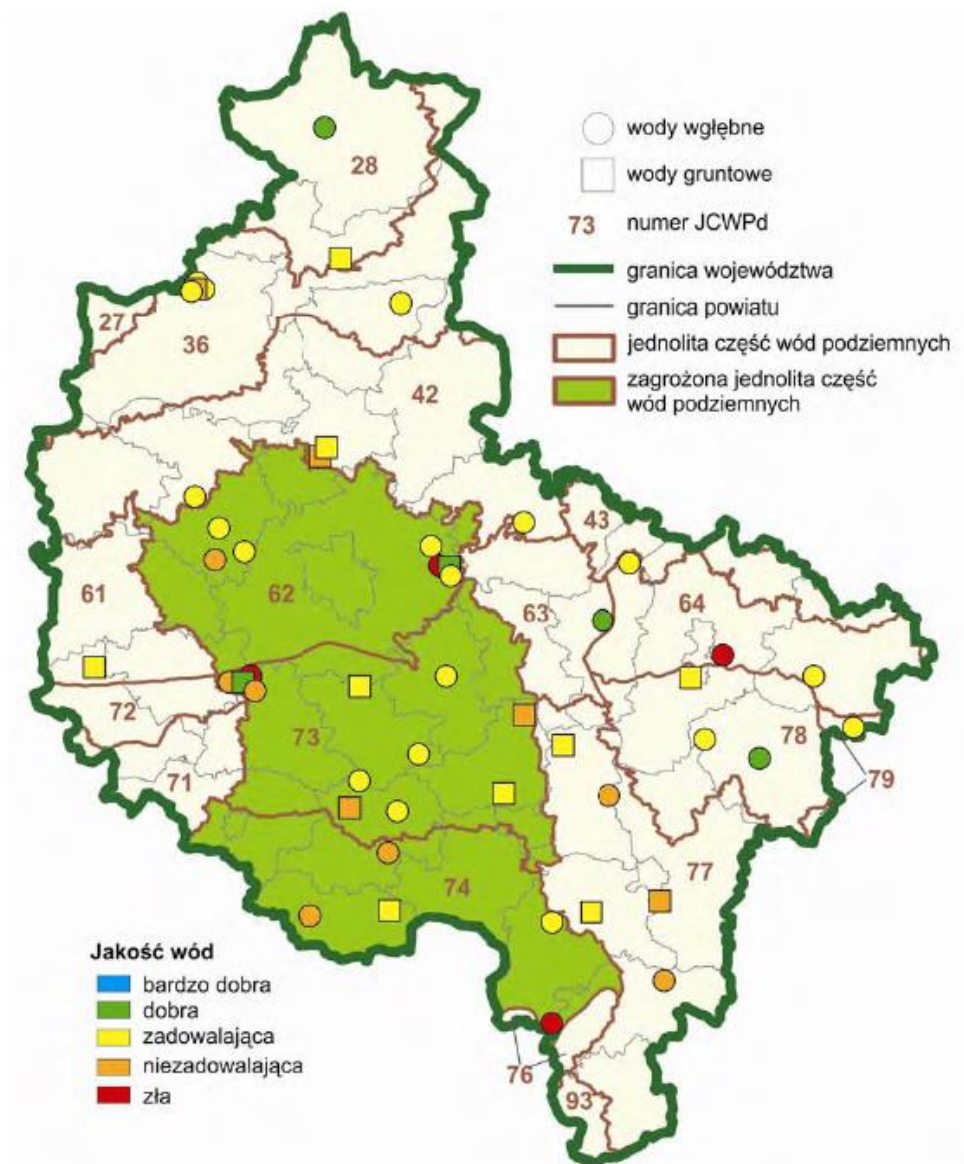 wody wgłębne
28
wody gruntowe
73 numer JCWPd
granica województwa
27
granica powiatu
36
jednolita część wód podziemnych
42
zagrożona jednolita część
wód podziemnych
43
61
62
63
64
72
73
78
71
79
74
77
Jakość wód
bardzo dobra
dobra
zadowalająca
niezadowalająca
76
zła
93